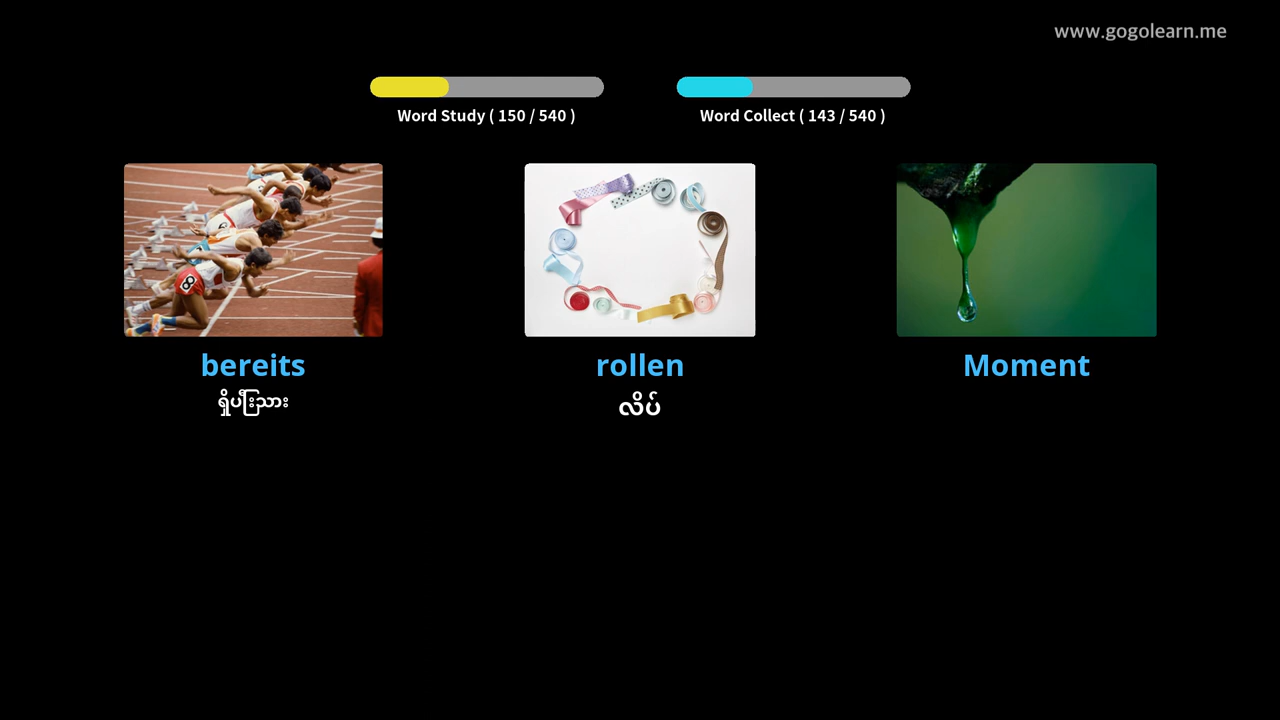 www.gogolearn.me
Word Study ( 150 / 540 )
Word Collect ( 143 / 540 )
8
bereits
rollen
Moment
ရှိပြီးသား
လိပ်